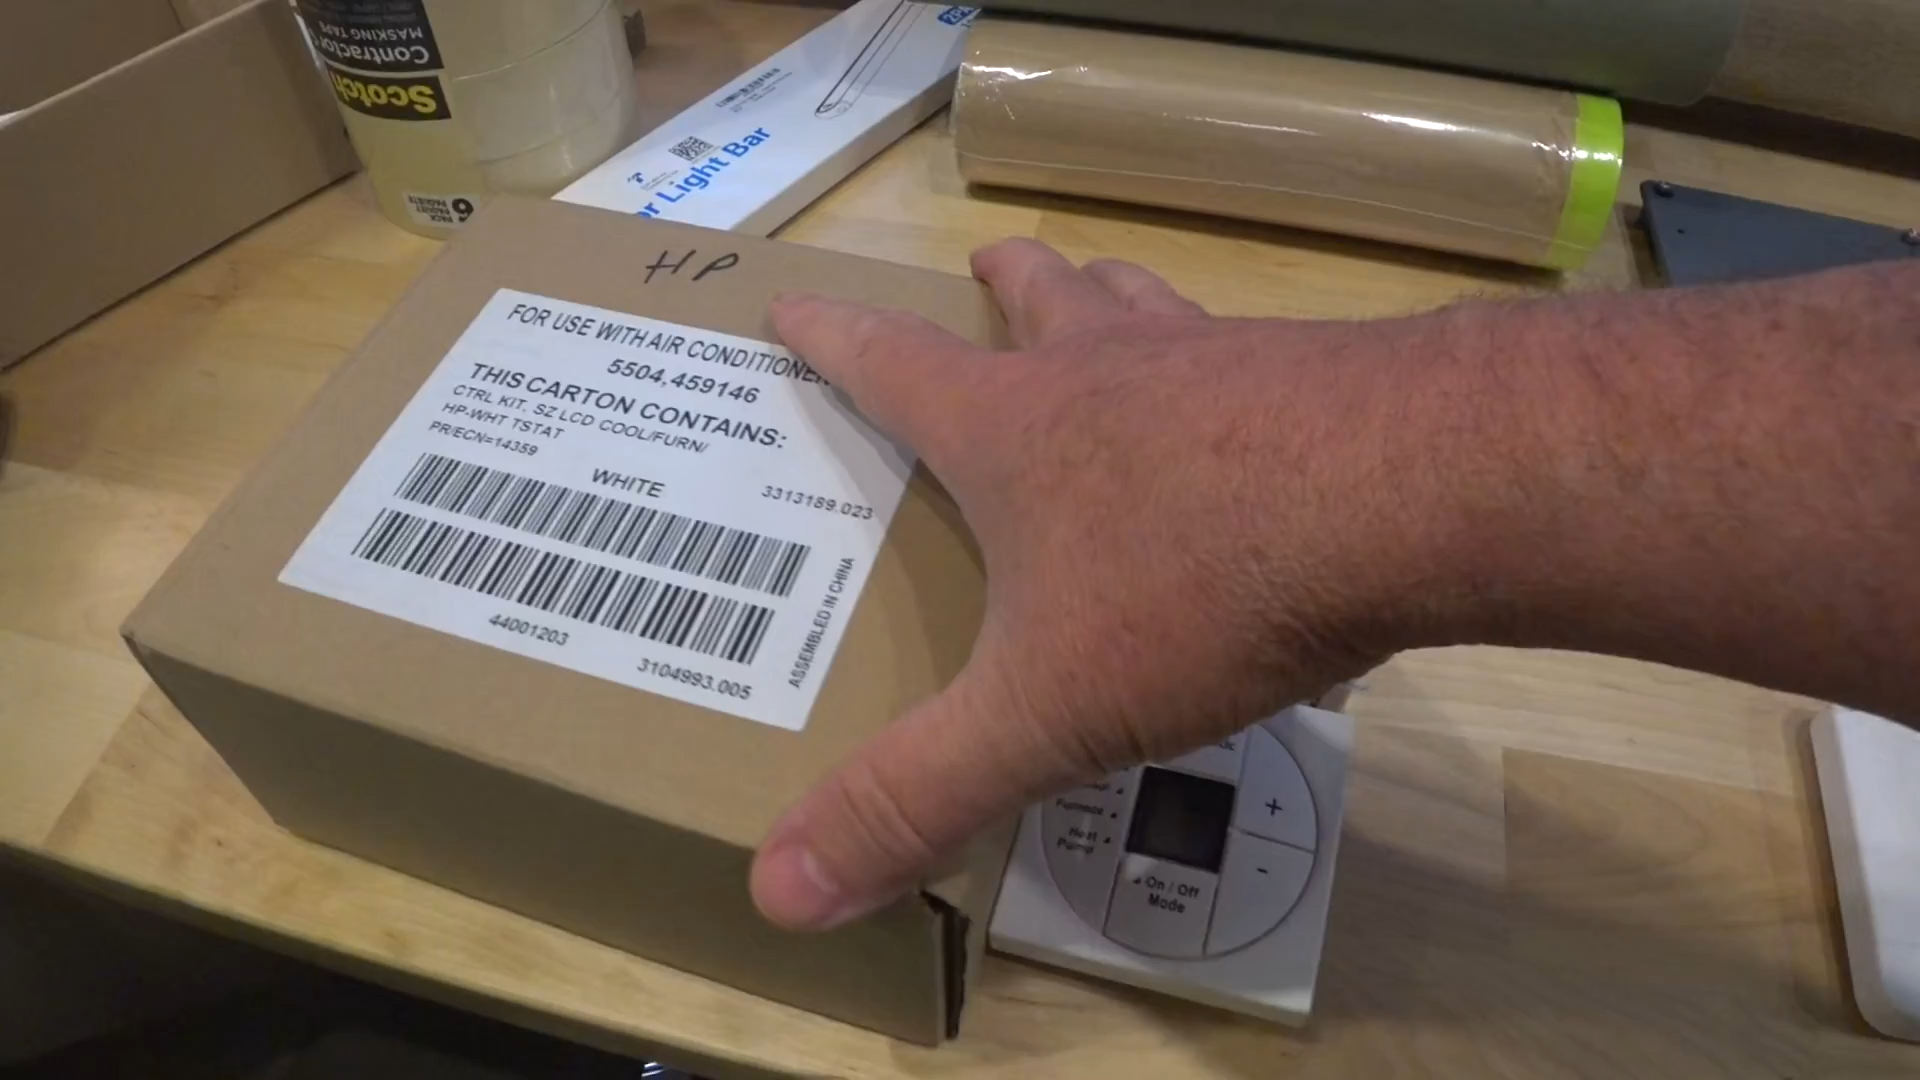 Scotch
Contractor
MASKING TAPE
6
PACK
PAQUET
r Light Bar
HP
FOR USE WITH AIR CONDITIONER
5504,459146
THIS CARTON CONTAINS:
CTRL KIT. SZ LCD COOL/FURN/
HP-WHT TSTAT
PR/ECN=14359
WHITE
3313189.023
44001203
3104993.005
ASSEMBLED IN CHINA
Furnace
Heat
Pump
+
-
On / Off
Mode